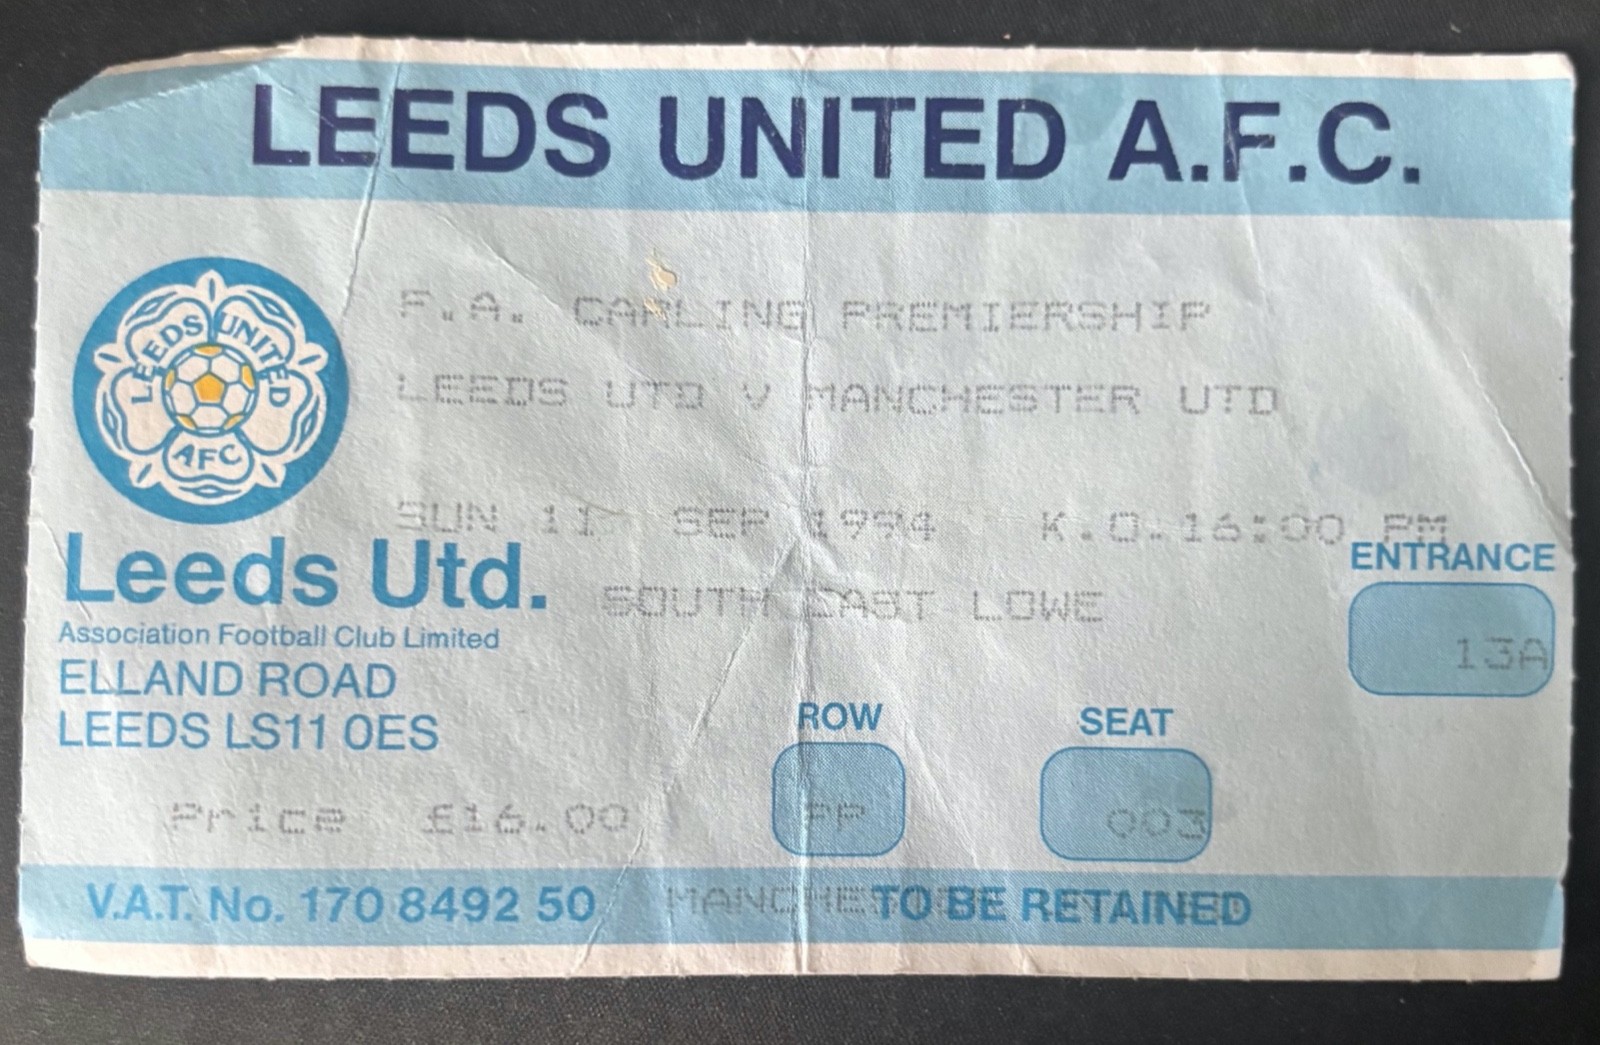 LEEDS UNITED A.F.C.
LEEDS UNITED
AFC
F.A. CARLING PREMIERSHIP
LEEDS UTD V MANCHESTER UTD
SUN 11 SEP 1994 K.O.16:00 PM
Leeds Utd.
SOUTH EAST LOWE
ENTRANCE
13A
Association Football Club Limited
ELLAND ROAD
LEEDS LS11 0ES
ROW
SEAT
Price £16.00
PP
003
V.A.T. No. 170 8492 50
TO BE RETAINED